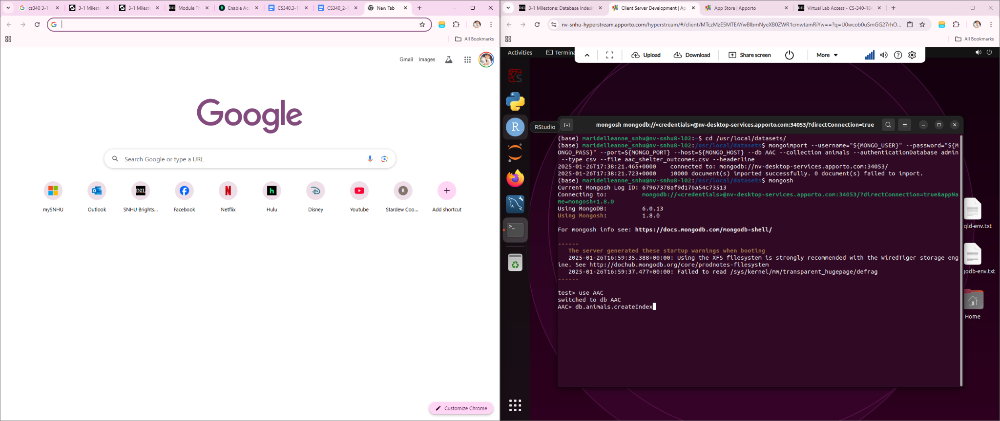 cs340 3-1
3-1 Milest
3-1 Milest
Module Th
Enable Acc
CS340.3-1
CS340_2-1
New Tab
All Bookmarks
Gmail
Images
Google
Search Google or type a URL
mySNHU
Outlook
SNHU Brights...
Facebook
Netflix
Hulu
Disney
Youtube
Stardew Coo...
Add shortcut
Customize Chrome
3-1 Milestone: Database Indexi
Client Server Development | Ap
App Store | Apporto
Virtual Lab Access - CS-340-184
nv-snhu-hyperstream.apporto.com/hyperstream/#/client/MTczMzE5MTEAYwBlbmNyeXB0ZWR1cmwtamRiYw==?q=U0wcob0uSmGG27rhO...
All Bookmarks
Activities
Termina
Upload
Download
Share screen
More
RStudio
mongosh mongodb://<credentials>@nv-desktop-services.apporto.com:34053/?directConnection=true
(base) maridelleanne_snhu@nv-snhu8-l02:~$ cd /usr/local/datasets/
(base) maridelleanne_snhu@nv-snhu8-l02:/usr/local/datasets$ mongoimport --username="${MONGO_USER}" --password="${M
ONGO_PASS}" --port=${MONGO_PORT} --host=${MONGO_HOST} --db AAC --collection animals --authenticationDatabase admin
--type csv --file aac_shelter_outcomes.csv --headerline
2025-01-26T17:38:21.465+0000 connected to: mongodb://nv-desktop-services.apporto.com:34053/
2025-01-26T17:38:21.723+0000 10000 document(s) imported successfully. 0 document(s) failed to import.
(base) maridelleanne_snhu@nv-snhu8-l02:/usr/local/datasets$ mongosh
Current Mongosh Log ID: 67967378af9d176a54c73513
Connecting to: mongodb://<credentials>@nv-desktop-services.apporto.com:34053/?directConnection=true&appNa
me=mongosh+1.8.0
Using MongoDB: 6.0.13
Using Mongosh: 1.8.0
For mongosh info see: https://docs.mongodb.com/mongodb-shell/
------
The server generated these startup warnings when booting
2025-01-26T16:59:35.388+00:00: Using the XFS filesystem is strongly recommended with the WiredTiger storage eng
ine. See http://dochub.mongodb.org/core/prodnotes-filesystem
2025-01-26T16:59:37.477+00:00: Failed to read /sys/kernel/mm/transparent_hugepage/defrag
------
test> use AAC
switched to db AAC
AAC> db.animals.createIndex
qld-env.txt
godb-env.txt
Home